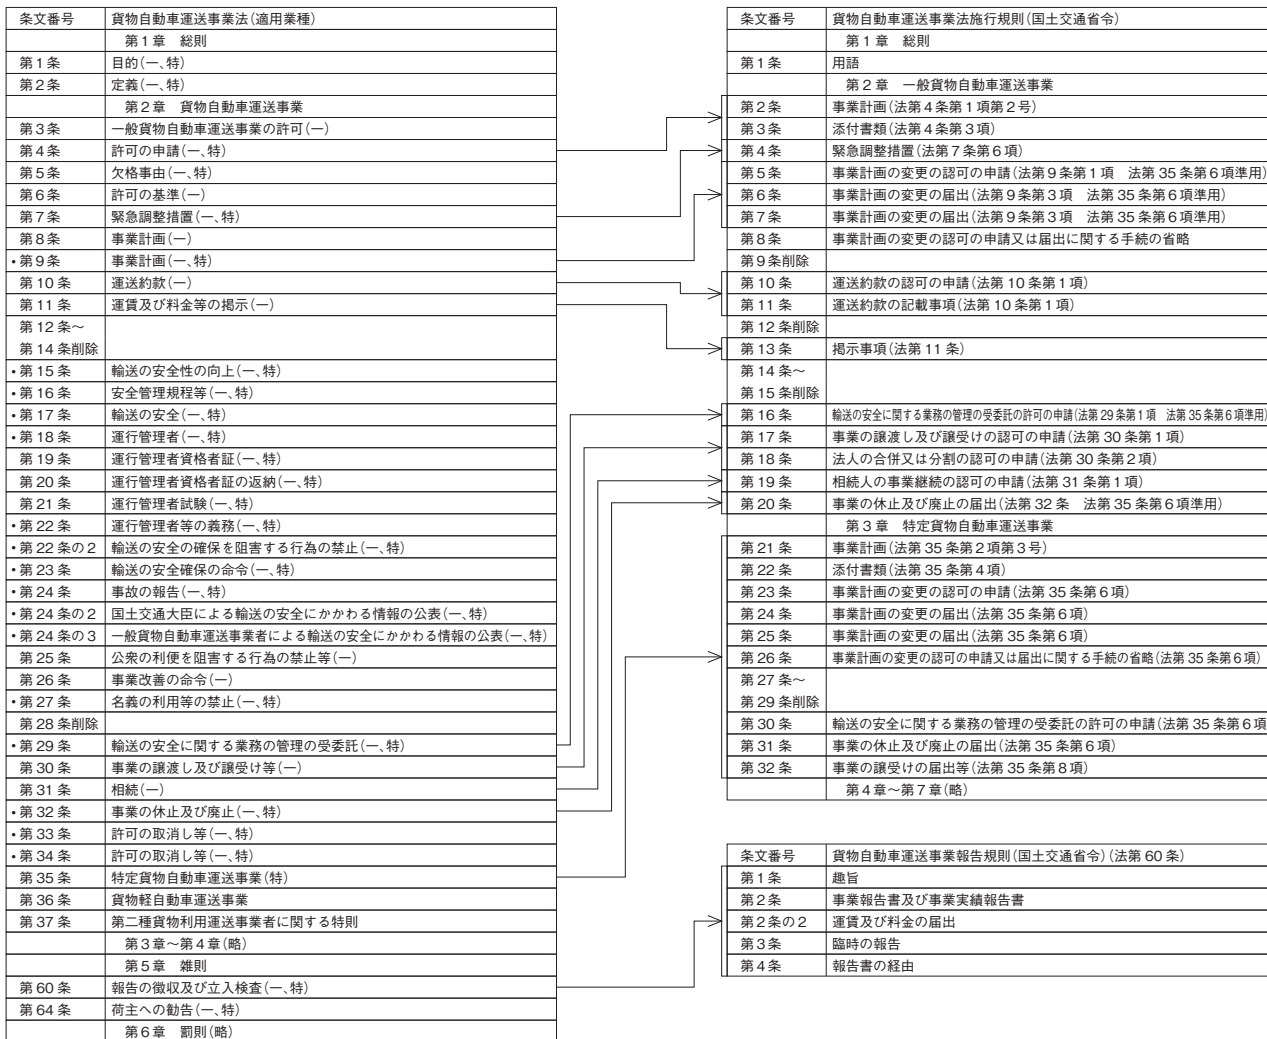 条文番号 貨物自動車運送事業法(適用業種)
第1章 総則
第1条 目的(一、特)
第2条 定義(一、特)
第2章 貨物自動車運送事業
第3条 一般貨物自動車運送事業の許可(一)
第4条 許可の申請(一、特)
第5条 欠格事由(一、特)
第6条 許可の基準(一)
第7条 緊急調整措置(一、特)
第8条 事業計画(一)
・第9条 事業計画(一、特)
第10条 運送約款(一)
第11条 運賃及び料金等の掲示(一)
第12条～
第14条削除
・第15条 輸送の安全性の向上(一、特)
・第16条 安全管理規程等(一、特)
・第17条 輸送の安全(一、特)
・第18条 運行管理者(一、特)
第19条 運行管理者資格者証(一、特)
第20条 運行管理者資格者証の返納(一、特)
第21条 運行管理者試験(一、特)
・第22条 運行管理者等の義務(一、特)
・第22条の2 輸送の安全の確保を阻害する行為の禁止(一、特)
・第23条 輸送の安全確保の命令(一、特)
・第24条 事故の報告(一、特)
・第24条の2 国土交通大臣による輸送の安全にかかわる情報の公表(一、特)
・第24条の3 一般貨物自動車運送事業者による輸送の安全にかかわる情報の公表(一、特)
第25条 公衆の利便を阻害する行為の禁止等(一)
第26条 事業改善の命令(一)
・第27条 名義の利用等の禁止(一、特)
第28条削除
・第29条 輸送の安全に関する業務の管理の受委託(一、特)
第30条 事業の譲渡し及び譲受け等(一)
第31条 相続(一)
・第32条 事業の休止及び廃止(一、特)
・第33条 許可の取消し等(一、特)
・第34条 許可の取消し等(一、特)
第35条 特定貨物自動車運送事業(特)
第36条 貨物軽自動車運送事業
第37条 第二種貨物利用運送事業者に関する特則
第3章～第4章(略)
第5章 雑則
第60条 報告の徴収及び立入検査(一、特)
第64条 荷主への勧告(一、特)
第6章 罰則(略)
条文番号 貨物自動車運送事業法施行規則(国土交通省令)
第1章 総則
第1条 用語
第2章 一般貨物自動車運送事業
第2条 事業計画(法第4条第1項第2号)
第3条 添付書類(法第4条第3項)
第4条 緊急調整措置(法第7条第6項)
第5条 事業計画の変更の認可の申請(法第9条第1項 法第35条第6項準用)
第6条 事業計画の変更の届出(法第9条第3項 法第35条第6項準用)
第7条 事業計画の変更の届出(法第9条第3項 法第35条第6項準用)
第8条 事業計画の変更の認可の申請又は届出に関する手続の省略
第9条削除
第10条 運送約款の認可の申請(法第10条第1項)
第11条 運送約款の記載事項(法第10条第1項)
第12条削除
第13条 掲示事項(法第11条)
第14条～
第15条削除
第16条 輸送の安全に関する業務の管理の受委託の許可の申請(法第29条第1項 法第35条第6項準用)
第17条 事業の譲渡し及び譲受けの認可の申請(法第30条第1項)
第18条 法人の合併又は分割の認可の申請(法第30条第2項)
第19条 相続人の事業継続の認可の申請(法第31条第1項)
第20条 事業の休止及び廃止の届出(法第32条 法第35条第6項準用)
第3章 特定貨物自動車運送事業
第21条 事業計画(法第35条第2項第3号)
第22条 添付書類(法第35条第4項)
第23条 事業計画の変更の認可の申請(法第35条第6項)
第24条 事業計画の変更の届出(法第35条第6項)
第25条 事業計画の変更の届出(法第35条第6項)
第26条 事業計画の変更の認可の申請又は届出に関する手続の省略(法第35条第6項)
第27条～
第29条削除
第30条 輸送の安全に関する業務の管理の受委託の許可の申請(法第35条第6項
第31条 事業の休止及び廃止の届出(法第35条第6項)
第32条 事業の譲受けの届出等(法第35条第8項)
第4章～第7章(略)
条文番号 貨物自動車運送事業報告規則(国土交通省令)(法第60条)
第1条 趣旨
第2条 事業報告書及び事業実績報告書
第2条の2 運賃及び料金の届出
第3条 臨時の報告
第4条 報告書の経由